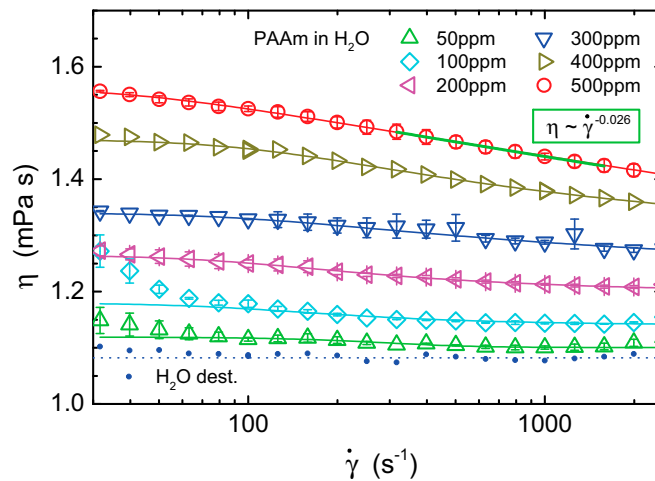 PAAm in H₂O
50ppm
100ppm
200ppm
300ppm
400ppm
500ppm
η ~ γ̇^-0.026
1.6
1.4
1.2
1.0
η (mPa s)
H₂O dest.
100
1000
γ̇ (s⁻¹)